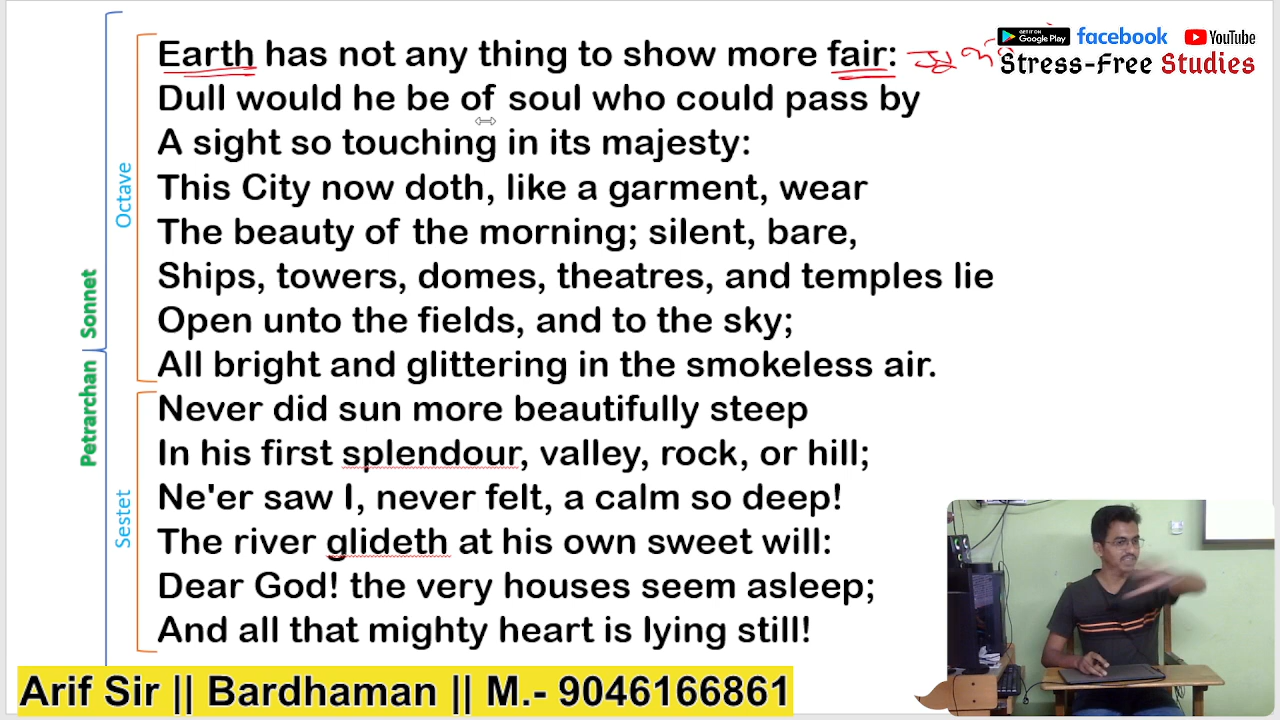 Earth has not any thing to show more fair:
GET IT ON
Google Play
facebook
YouTube
Stress-Free Studies
Dull would he be of soul who could pass by
A sight so touching in its majesty:
This City now doth, like a garment, wear
The beauty of the morning; silent, bare,
Ships, towers, domes, theatres, and temples lie
Open unto the fields, and to the sky;
All bright and glittering in the smokeless air.
Never did sun more beautifully steep
In his first splendour, valley, rock, or hill;
Ne'er saw I, never felt, a calm so deep!
The river glideth at his own sweet will:
Dear God! the very houses seem asleep;
And all that mighty heart is lying still!
Octave
Sestet
Petrarchan Sonnet
Arif Sir || Bardhaman || M.- 9046166861